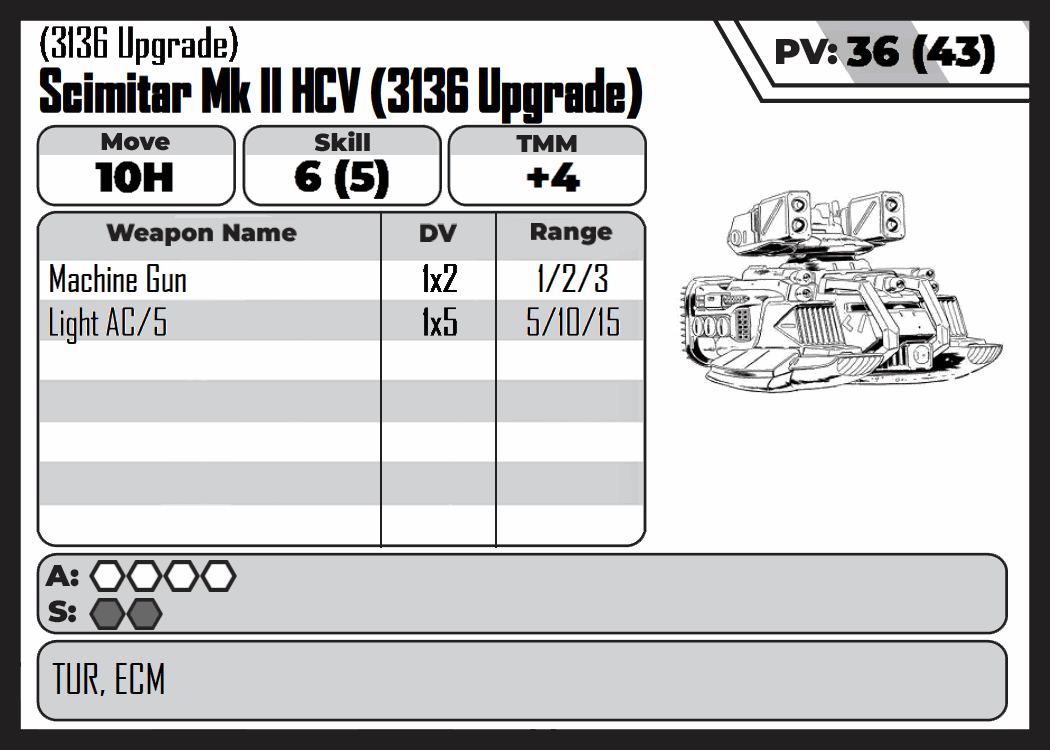 (3136 Upgrade)
Scimitar Mk II HCV (3136 Upgrade)
PV: 36 (43)
Move Skill TMM
10H 6 (5) +4
Weapon Name DV Range
Machine Gun 1x2 1/2/3
Light AC/5 1x5 5/10/15
A:
S:
TUR, ECM